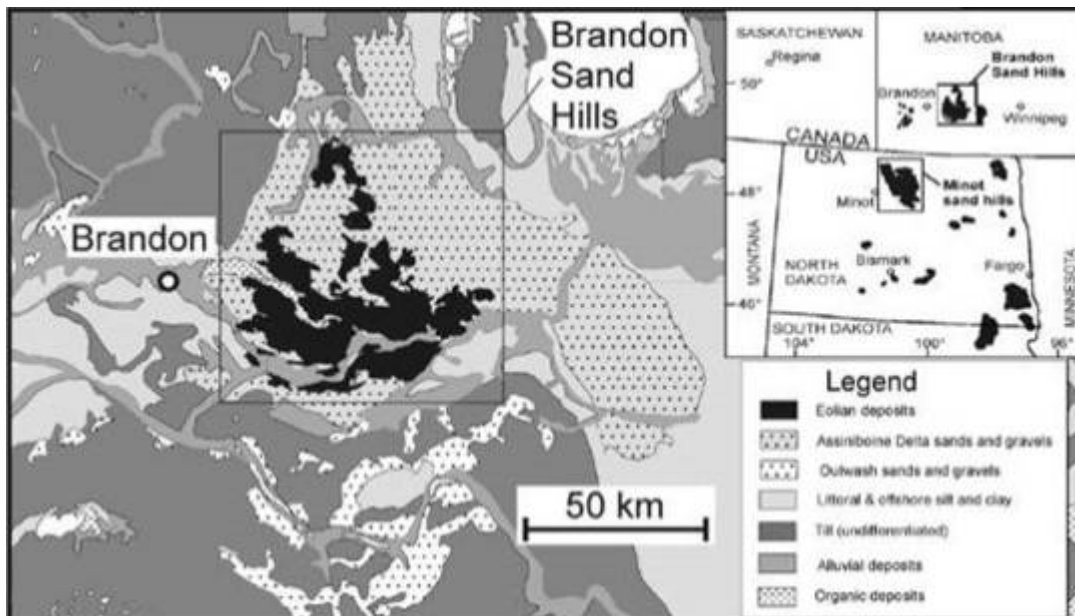 Brandon
Sand
Hills
Brandon
50 km
SASKATCHEWAN
Regina
MANITOBA
Brandon
Sand Hills
Brandon
Winnipeg
50°
CANADA
USA
Minot
sand hills
Minot
MONTANA
NORTH
DAKOTA
Bismark
Fargo
MINNESOTA
SOUTH DAKOTA
104°
100°
96°
Legend
Eolian deposits
Assiniboine Delta sands and gravels
Outwash sands and gravels
Littoral & offshore silt and clay
Till (undifferentiated)
Alluvial deposits
Organic deposits